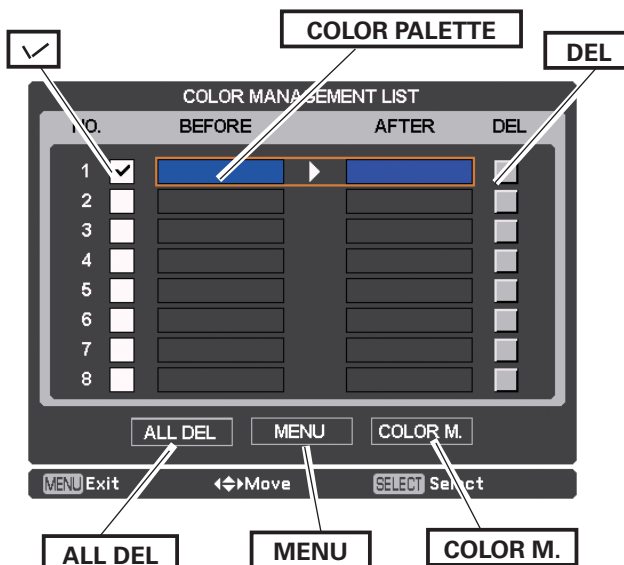 COLOR PALETTE
✓
DEL
COLOR MANAGEMENT LIST
NO. BEFORE AFTER DEL
1 ✓
2
3
4
5
6
7
8
ALL DEL MENU COLOR M.
MENU Exit Move SELECT Select
ALL DEL MENU COLOR M.